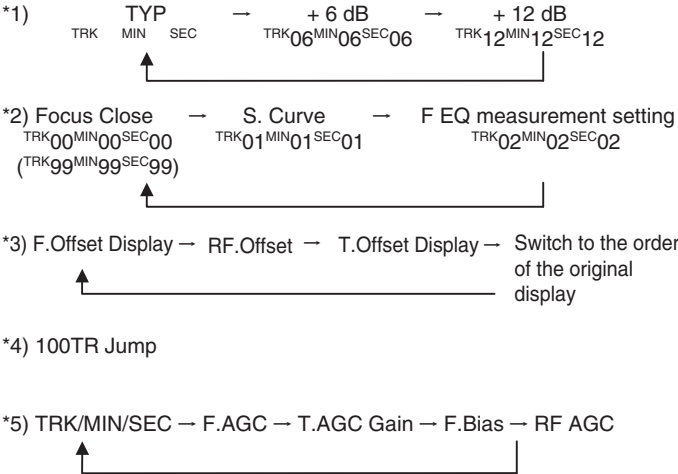 *1) TYP → + 6 dB → + 12 dB
TRK MIN SEC TRK06MIN06SEC06 TRK12MIN12SEC12
*2) Focus Close → S. Curve → F EQ measurement setting
TRK00MIN00SEC00 TRK01MIN01SEC01 TRK02MIN02SEC02
(TRK99MIN99SEC99)
*3) F.Offset Display → RF.Offset → T.Offset Display → Switch to the order
of the original
display
*4) 100TR Jump
*5) TRK/MIN/SEC → F.AGC → T.AGC Gain → F.Bias → RF AGC